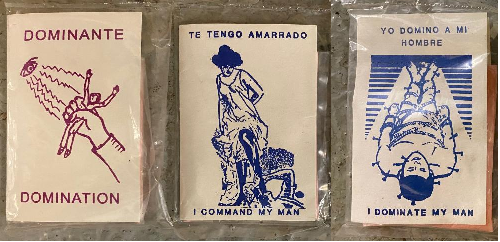 DOMINANTE
DOMINATION
TE TENGO AMARRADO
I COMMAND MY MAN
YO DOMINO A MI
HOMBRE
I DOMINATE MY MAN